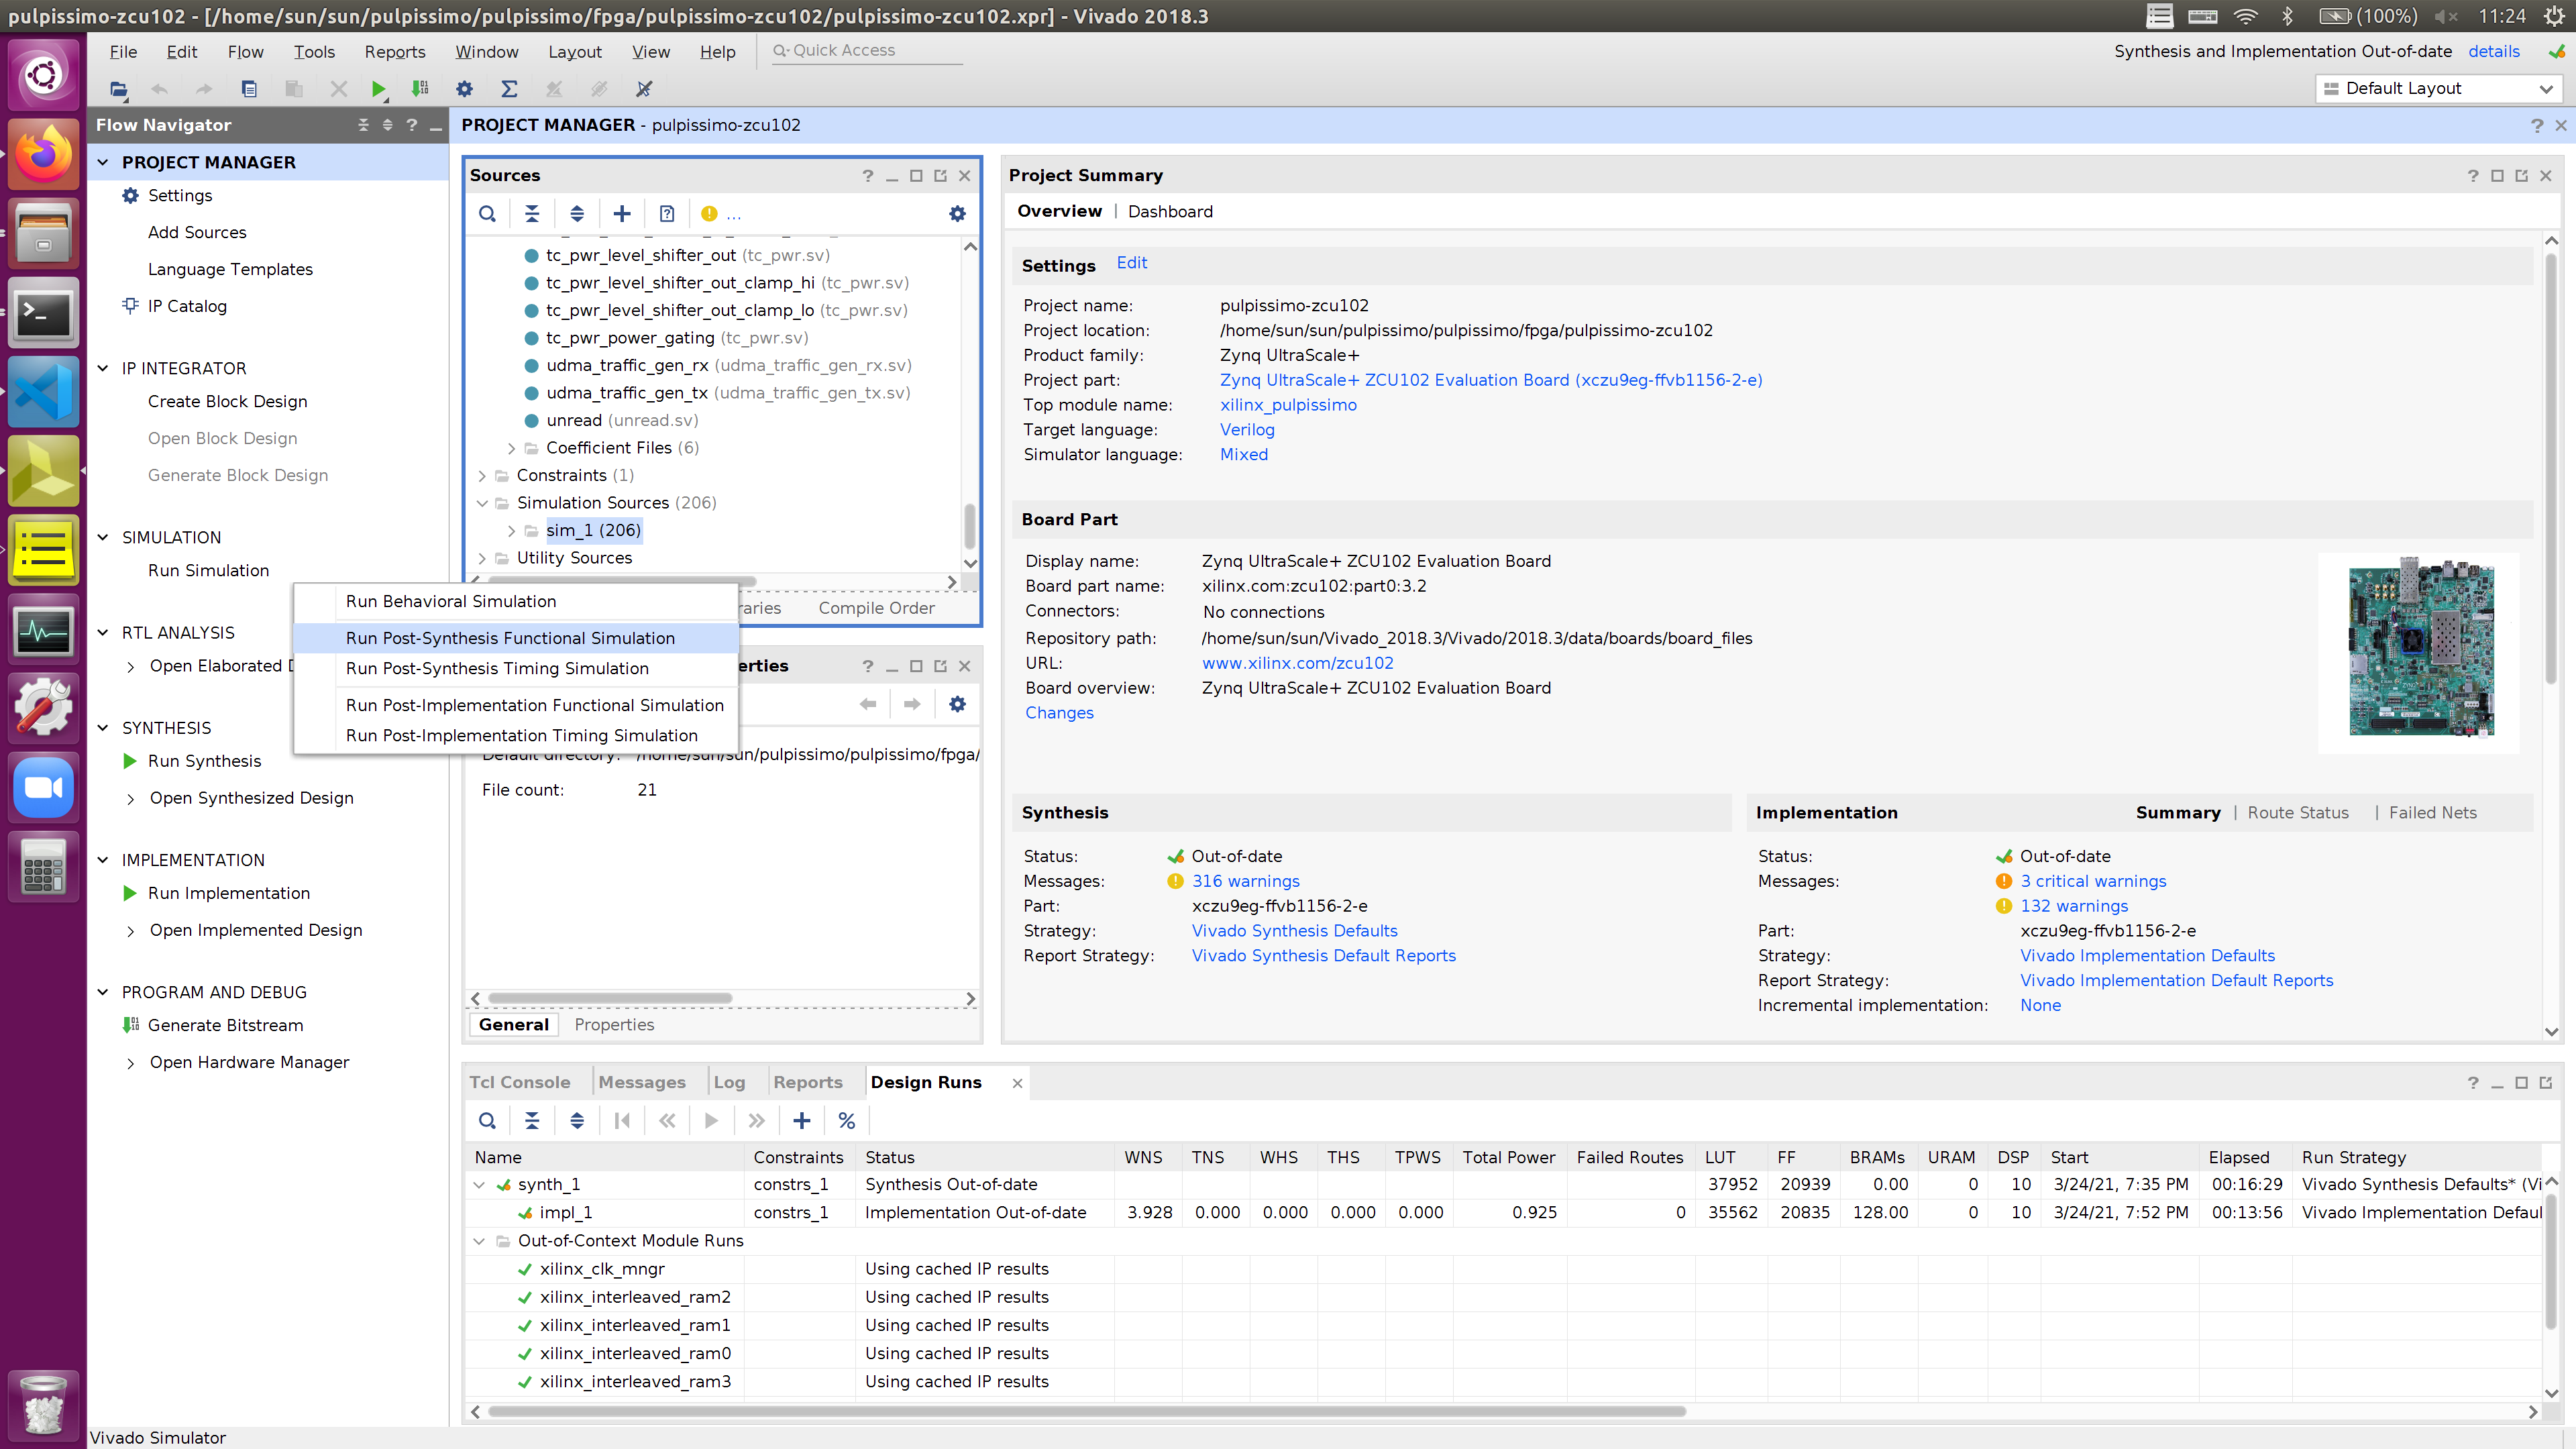 pulpissimo-zcu102 - [/home/sun/sun/pulpissimo/pulpissimo/fpga/pulpissimo-zcu102/pulpissimo-zcu102.xpr] - Vivado 2018.3
(100%) 11:24
File Edit Flow Tools Reports Window Layout View Help Quick Access
Synthesis and Implementation Out-of-date details
Default Layout
Flow Navigator
PROJECT MANAGER
Settings
Add Sources
Language Templates
IP Catalog
IP INTEGRATOR
Create Block Design
Open Block Design
Generate Block Design
SIMULATION
Run Simulation
RTL ANALYSIS
Open Elaborated D
SYNTHESIS
Run Synthesis
Open Synthesized Design
IMPLEMENTATION
Run Implementation
Open Implemented Design
PROGRAM AND DEBUG
Generate Bitstream
Open Hardware Manager
PROJECT MANAGER - pulpissimo-zcu102
Sources
tc_pwr_level_shifter_out (tc_pwr.sv)
tc_pwr_level_shifter_out_clamp_hi (tc_pwr.sv)
tc_pwr_level_shifter_out_clamp_lo (tc_pwr.sv)
tc_pwr_power_gating (tc_pwr.sv)
udma_traffic_gen_rx (udma_traffic_gen_rx.sv)
udma_traffic_gen_tx (udma_traffic_gen_tx.sv)
unread (unread.sv)
Coefficient Files (6)
Constraints (1)
Simulation Sources (206)
sim_1 (206)
Utility Sources
raries Compile Order
Run Behavioral Simulation
Run Post-Synthesis Functional Simulation
Run Post-Synthesis Timing Simulation
Run Post-Implementation Functional Simulation
Run Post-Implementation Timing Simulation
erties
Default directory: /home/sun/sun/pulpissimo/pulpissimo/fpga/
File count: 21
General Properties
Project Summary
Overview | Dashboard
Settings Edit
Project name: pulpissimo-zcu102
Project location: /home/sun/sun/pulpissimo/pulpissimo/fpga/pulpissimo-zcu102
Product family: Zynq UltraScale+
Project part: Zynq UltraScale+ ZCU102 Evaluation Board (xczu9eg-ffvb1156-2-e)
Top module name: xilinx_pulpissimo
Target language: Verilog
Simulator language: Mixed
Board Part
Display name: Zynq UltraScale+ ZCU102 Evaluation Board
Board part name: xilinx.com:zcu102:part0:3.2
Connectors: No connections
Repository path: /home/sun/sun/Vivado_2018.3/Vivado/2018.3/data/boards/board_files
URL: www.xilinx.com/zcu102
Board overview: Zynq UltraScale+ ZCU102 Evaluation Board
Changes
Synthesis
Status: Out-of-date
Messages: 316 warnings
Part: xczu9eg-ffvb1156-2-e
Strategy: Vivado Synthesis Defaults
Report Strategy: Vivado Synthesis Default Reports
Implementation Summary | Route Status | Failed Nets
Status: Out-of-date
Messages: 3 critical warnings
132 warnings
Part: xczu9eg-ffvb1156-2-e
Strategy: Vivado Implementation Defaults
Report Strategy: Vivado Implementation Default Reports
Incremental implementation: None
Tcl Console Messages Log Reports Design Runs
Name Constraints Status WNS TNS WHS THS TPWS Total Power Failed Routes LUT FF BRAMs URAM DSP Start Elapsed Run Strategy
synth_1 constrs_1 Synthesis Out-of-date 37952 20939 0.00 0 10 3/24/21, 7:35 PM 00:16:29 Vivado Synthesis Defaults* (Vi
impl_1 constrs_1 Implementation Out-of-date 3.928 0.000 0.000 0.000 0.000 0.925 0 35562 20835 128.00 0 10 3/24/21, 7:52 PM 00:13:56 Vivado Implementation Defaul
Out-of-Context Module Runs
xilinx_clk_mngr Using cached IP results
xilinx_interleaved_ram2 Using cached IP results
xilinx_interleaved_ram1 Using cached IP results
xilinx_interleaved_ram0 Using cached IP results
xilinx_interleaved_ram3 Using cached IP results
Vivado Simulator